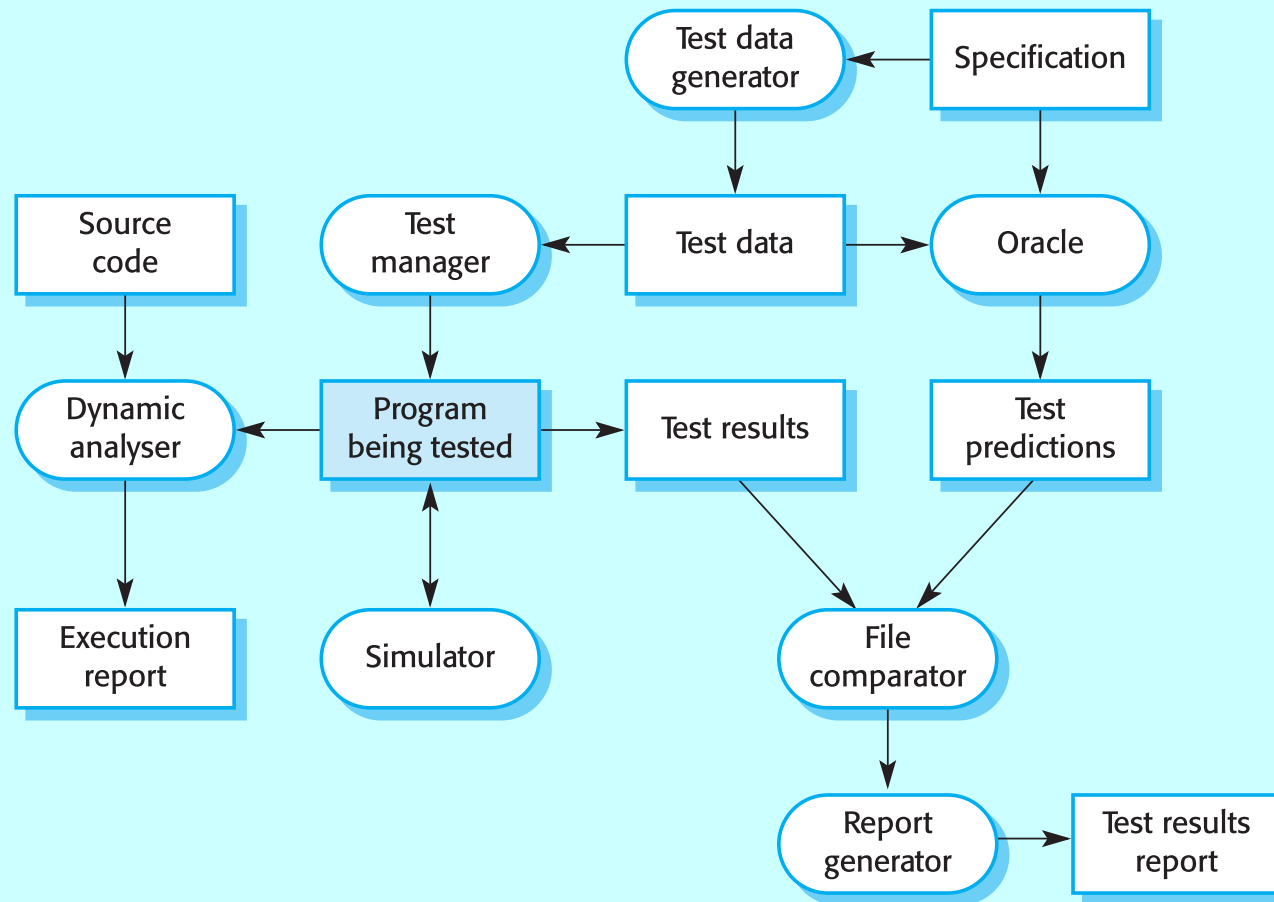 Test data
generator
Specification
Source
code
Test
manager
Test data
Oracle
Dynamic
analyser
Program
being tested
Test results
Test
predictions
Execution
report
Simulator
File
comparator
Report
generator
Test results
report